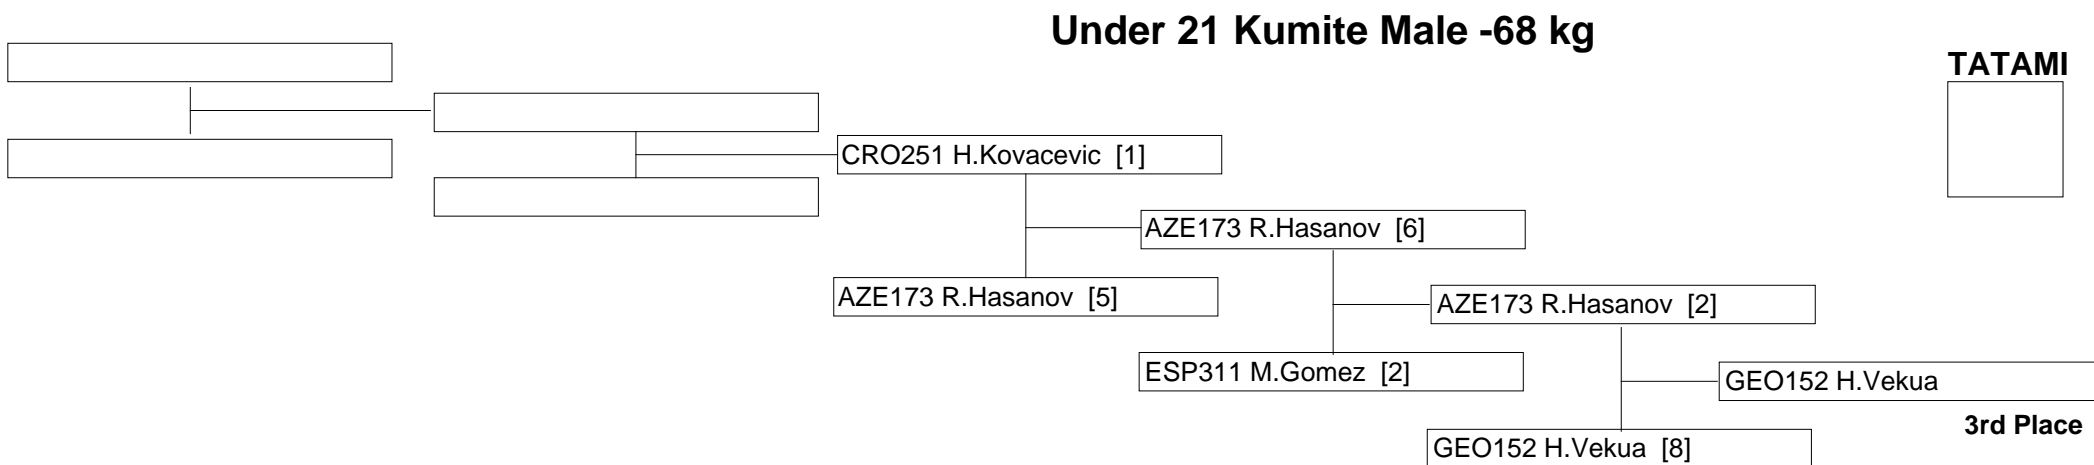 Under 21 Kumite Male -68 kg
TATAMI
CRO251 H.Kovacevic [1]
AZE173 R.Hasanov [6]
AZE173 R.Hasanov [5]
AZE173 R.Hasanov [2]
ESP311 M.Gomez [2]
GEO152 H.Vekua
3rd Place
GEO152 H.Vekua [8]